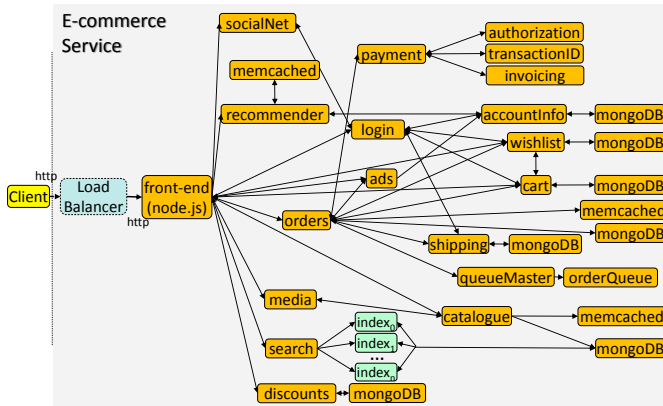 E-commerce
Service
socialNet
authorization
payment
transactionID
invoicing
memcached
recommender
accountInfo
mongoDB
login
wishlist
mongoDB
http
Client
Load
Balancer
http
front-end
(node.js)
ads
cart
mongoDB
orders
memcached
mongoDB
shipping
mongoDB
queueMaster
orderQueue
media
catalogue
memcached
index0
search
index1
...
indexn
mongoDB
discounts
mongoDB